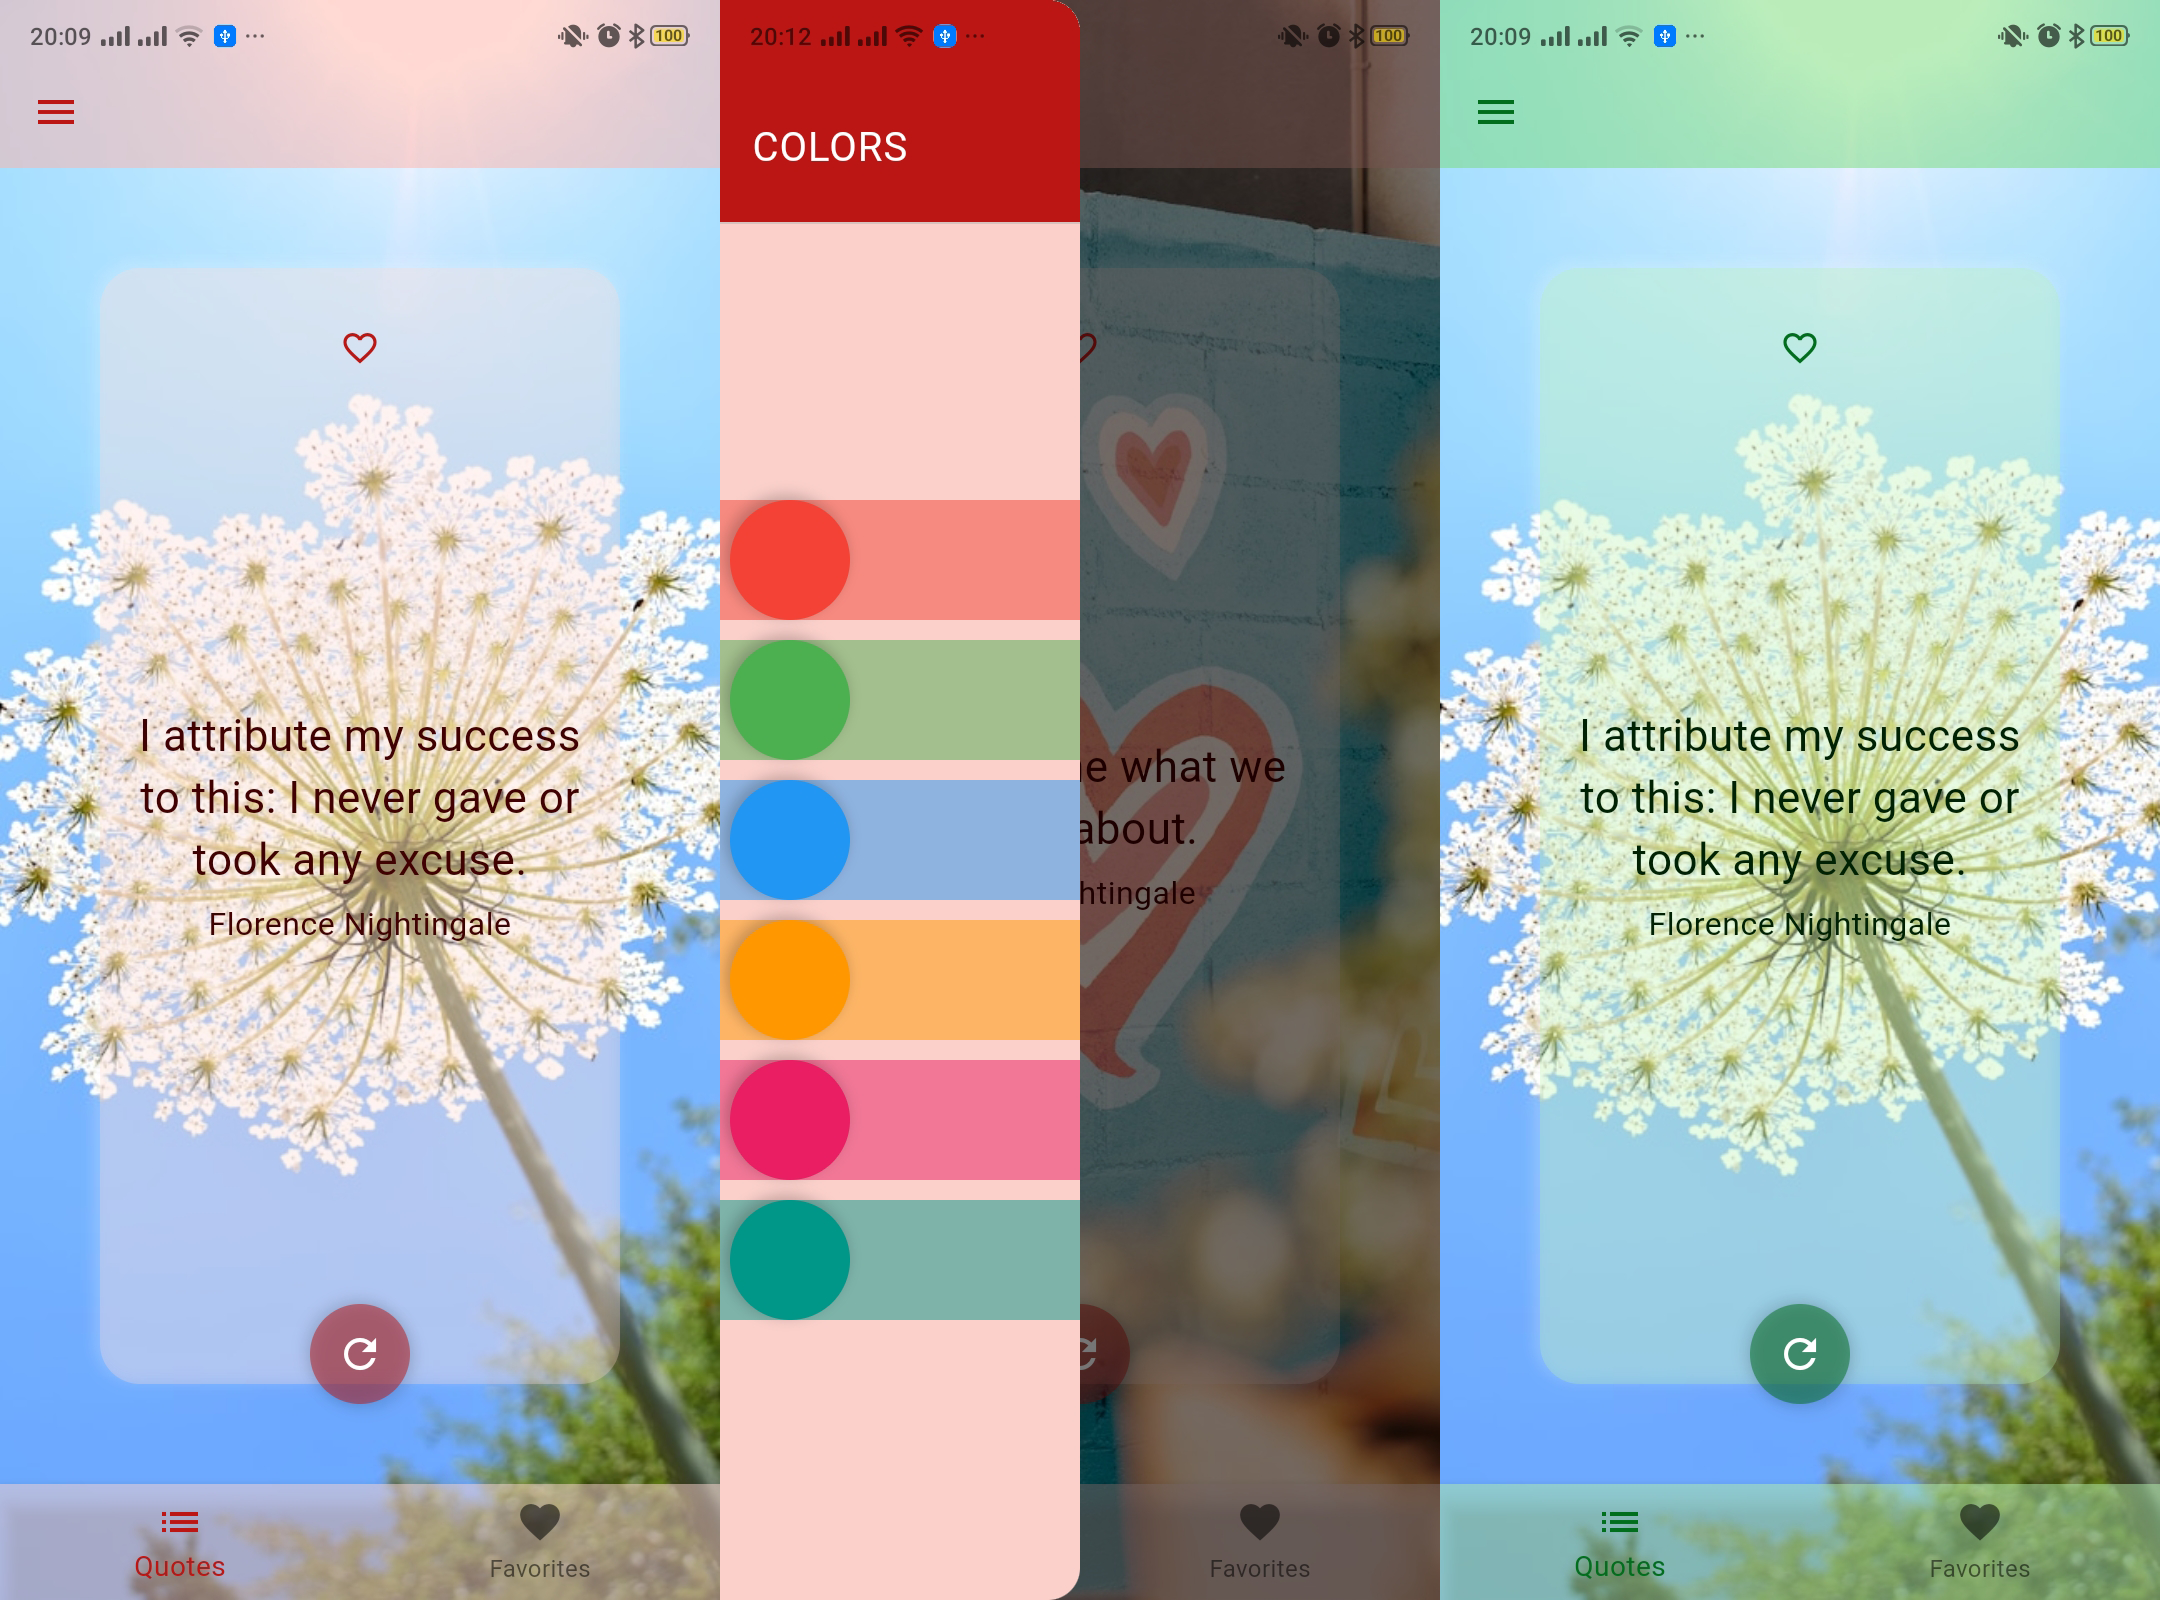 20:09
100
I attribute my success
to this: I never gave or
took any excuse.
Florence Nightingale
Quotes
Favorites
20:12
100
COLORS
e what we
about.
htingale
Favorites
20:09
100
I attribute my success
to this: I never gave or
took any excuse.
Florence Nightingale
Quotes
Favorites